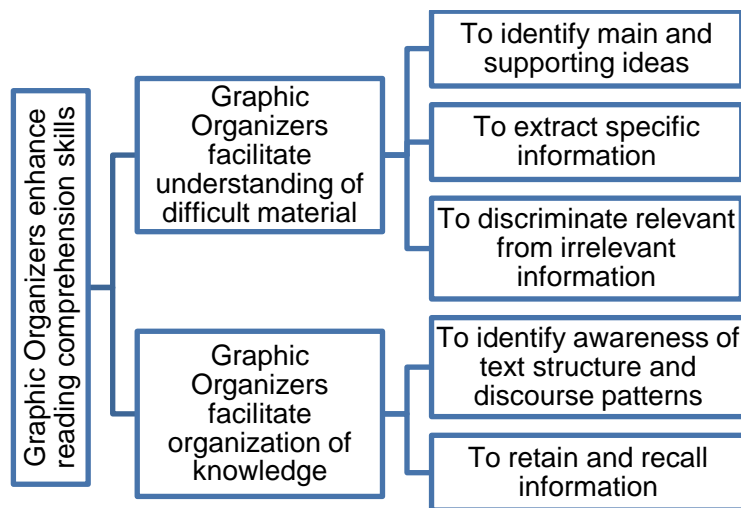 Graphic Organizers enhance
reading comprehension skills
Graphic
Organizers
facilitate
understanding of
difficult material
To identify main and
supporting ideas
To extract specific
information
To discriminate relevant
from irrelevant
information
Graphic
Organizers
facilitate
organization of
knowledge
To identify awareness of
text structure and
discourse patterns
To retain and recall
information